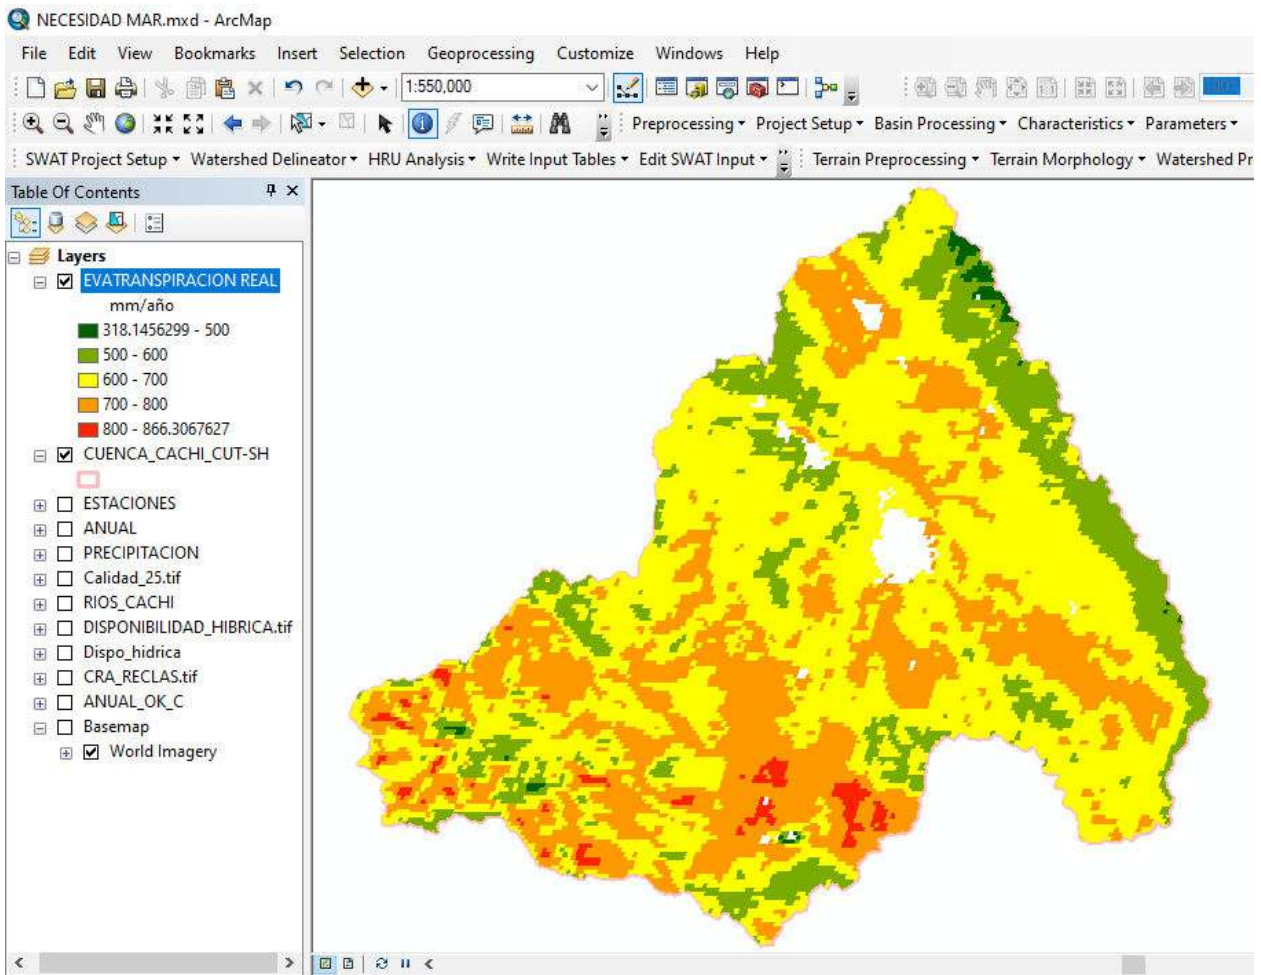 NECESIDAD MAR.mxd - ArcMap
File Edit View Bookmarks Insert Selection Geoprocessing Customize Windows Help
1:550,000
Preprocessing Project Setup Basin Processing Characteristics Parameters
SWAT Project Setup Watershed Delineator HRU Analysis Write Input Tables Edit SWAT Input Terrain Preprocessing Terrain Morphology Watershed Pr
Table Of Contents
Layers
EVATRANSPIRACION REAL
mm/año
318.1456299 - 500
500 - 600
600 - 700
700 - 800
800 - 866.3067627
CUENCA_CACHI_CUT-SH
ESTACIONES
ANUAL
PRECIPITACION
Calidad_25.tif
RIOS_CACHI
DISPONIBILIDAD_HIBRICA.tif
Dispo_hidrica
CRA_RECLAS.tif
ANUAL_OK_C
Basemap
World Imagery